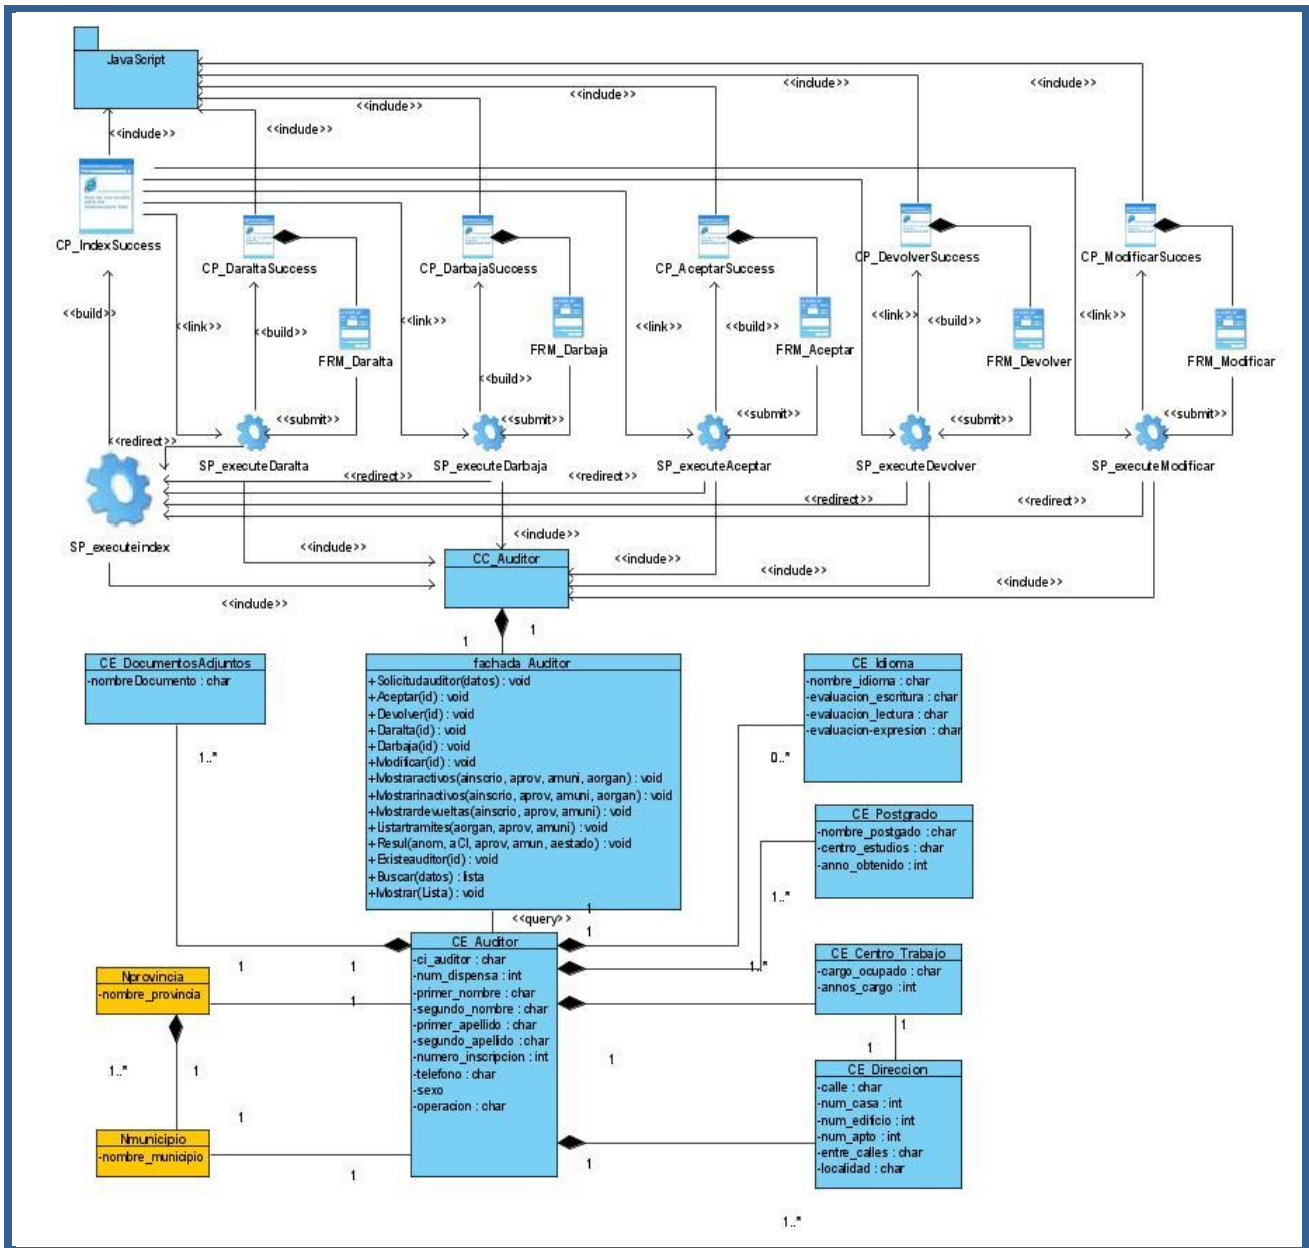 JavaScript
<<include>>
<<include>>
<<include>>
<<include>>
<<include>>
<<include>>
CP_IndexSuccess
CP_DaraltaSuccess
CP_DarbajaSuccess
CP_AceptarSuccess
CP_DevolverSuccess
CP_ModificarSucces
<<build>>
<<link>>
<<build>>
<<link>>
<<build>>
<<link>>
<<build>>
<<link>>
<<build>>
<<link>>
<<build>>
FRM_Daralta
FRM_Darbaja
FRM_Aceptar
FRM_Devolver
FRM_Modificar
<<submit>>
<<submit>>
<<submit>>
<<submit>>
<<submit>>
<<redirect>>
SP_executeDaralta
SP_executeDarbaja
SP_executeAceptar
SP_executeDevolver
SP_executeModificar
<<redirect>>
<<redirect>>
<<redirect>>
<<redirect>>
SP_executeindex
<<include>>
<<include>>
<<include>>
<<include>>
<<include>>
<<include>>
CC_Auditor
1
1
CE_DocumentosAdjuntos
-nombreDocumento : char
1..*
fachada_Auditor
+Solicitudauditor(datos) : void
+Aceptar(id) : void
+Devolver(id) : void
+Daralta(id) : void
+Darbaja(id) : void
+Modificar(id) : void
+Mostraractivos(ainscrio, aprov, amuni, aorgan) : void
+Mostrarinactivos(ainscrio, aprov, amuni, aorgan) : void
+Mostrardevueltas(ainscrio, aprov, amuni) : void
+Listartramites(aorgan, aprov, amuni) : void
+Resul(anom, aCI, aprov, amun, aestado) : void
+Existeauditor(id) : void
+Buscar(datos) : lista
+Mostrar(Lista) : void
CE_Idioma
-nombre_idioma : char
-evaluacion_escritura : char
-evaluacion_lectura : char
-evaluacion-expresion : char
0..*
CE_Postgrado
-nombre_postgado : char
-centro_estudios : char
-anno_obtenido : int
1..*
<<query>>
1
1
CE_Auditor
-ci_auditor : char
-num_dispensa : int
-primer_nombre : char
-segundo_nombre : char
-primer_apellido : char
-segundo_apellido : char
-numero_inscripcion : int
-telefono : char
-sexo
-operacion : char
1
1
1..*
CE_Centro_Trabajo
-cargo_ocupado : char
-annos_cargo : int
Nprovincia
-nombre_provincia
1
1
1
1
1..*
1
CE_Direccion
-calle : char
-num_casa : int
-num_edificio : int
-num_apto : int
-entre_calles : char
-localidad : char
1
Nmunicipio
-nombre_municipio
1
1
1..*